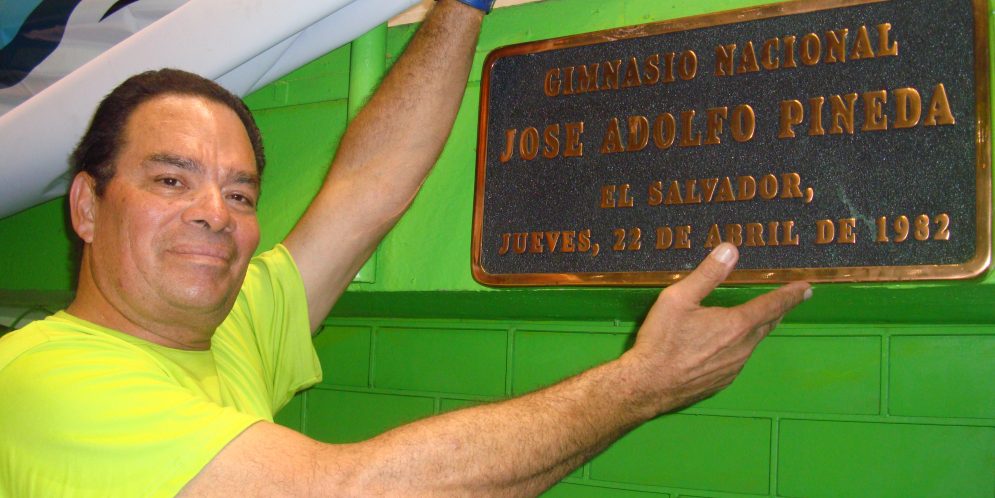 GIMNASIO NACIONAL
JOSE ADOLFO PINEDA
EL SALVADOR,
JUEVES, 22 DE ABRIL DE 1982